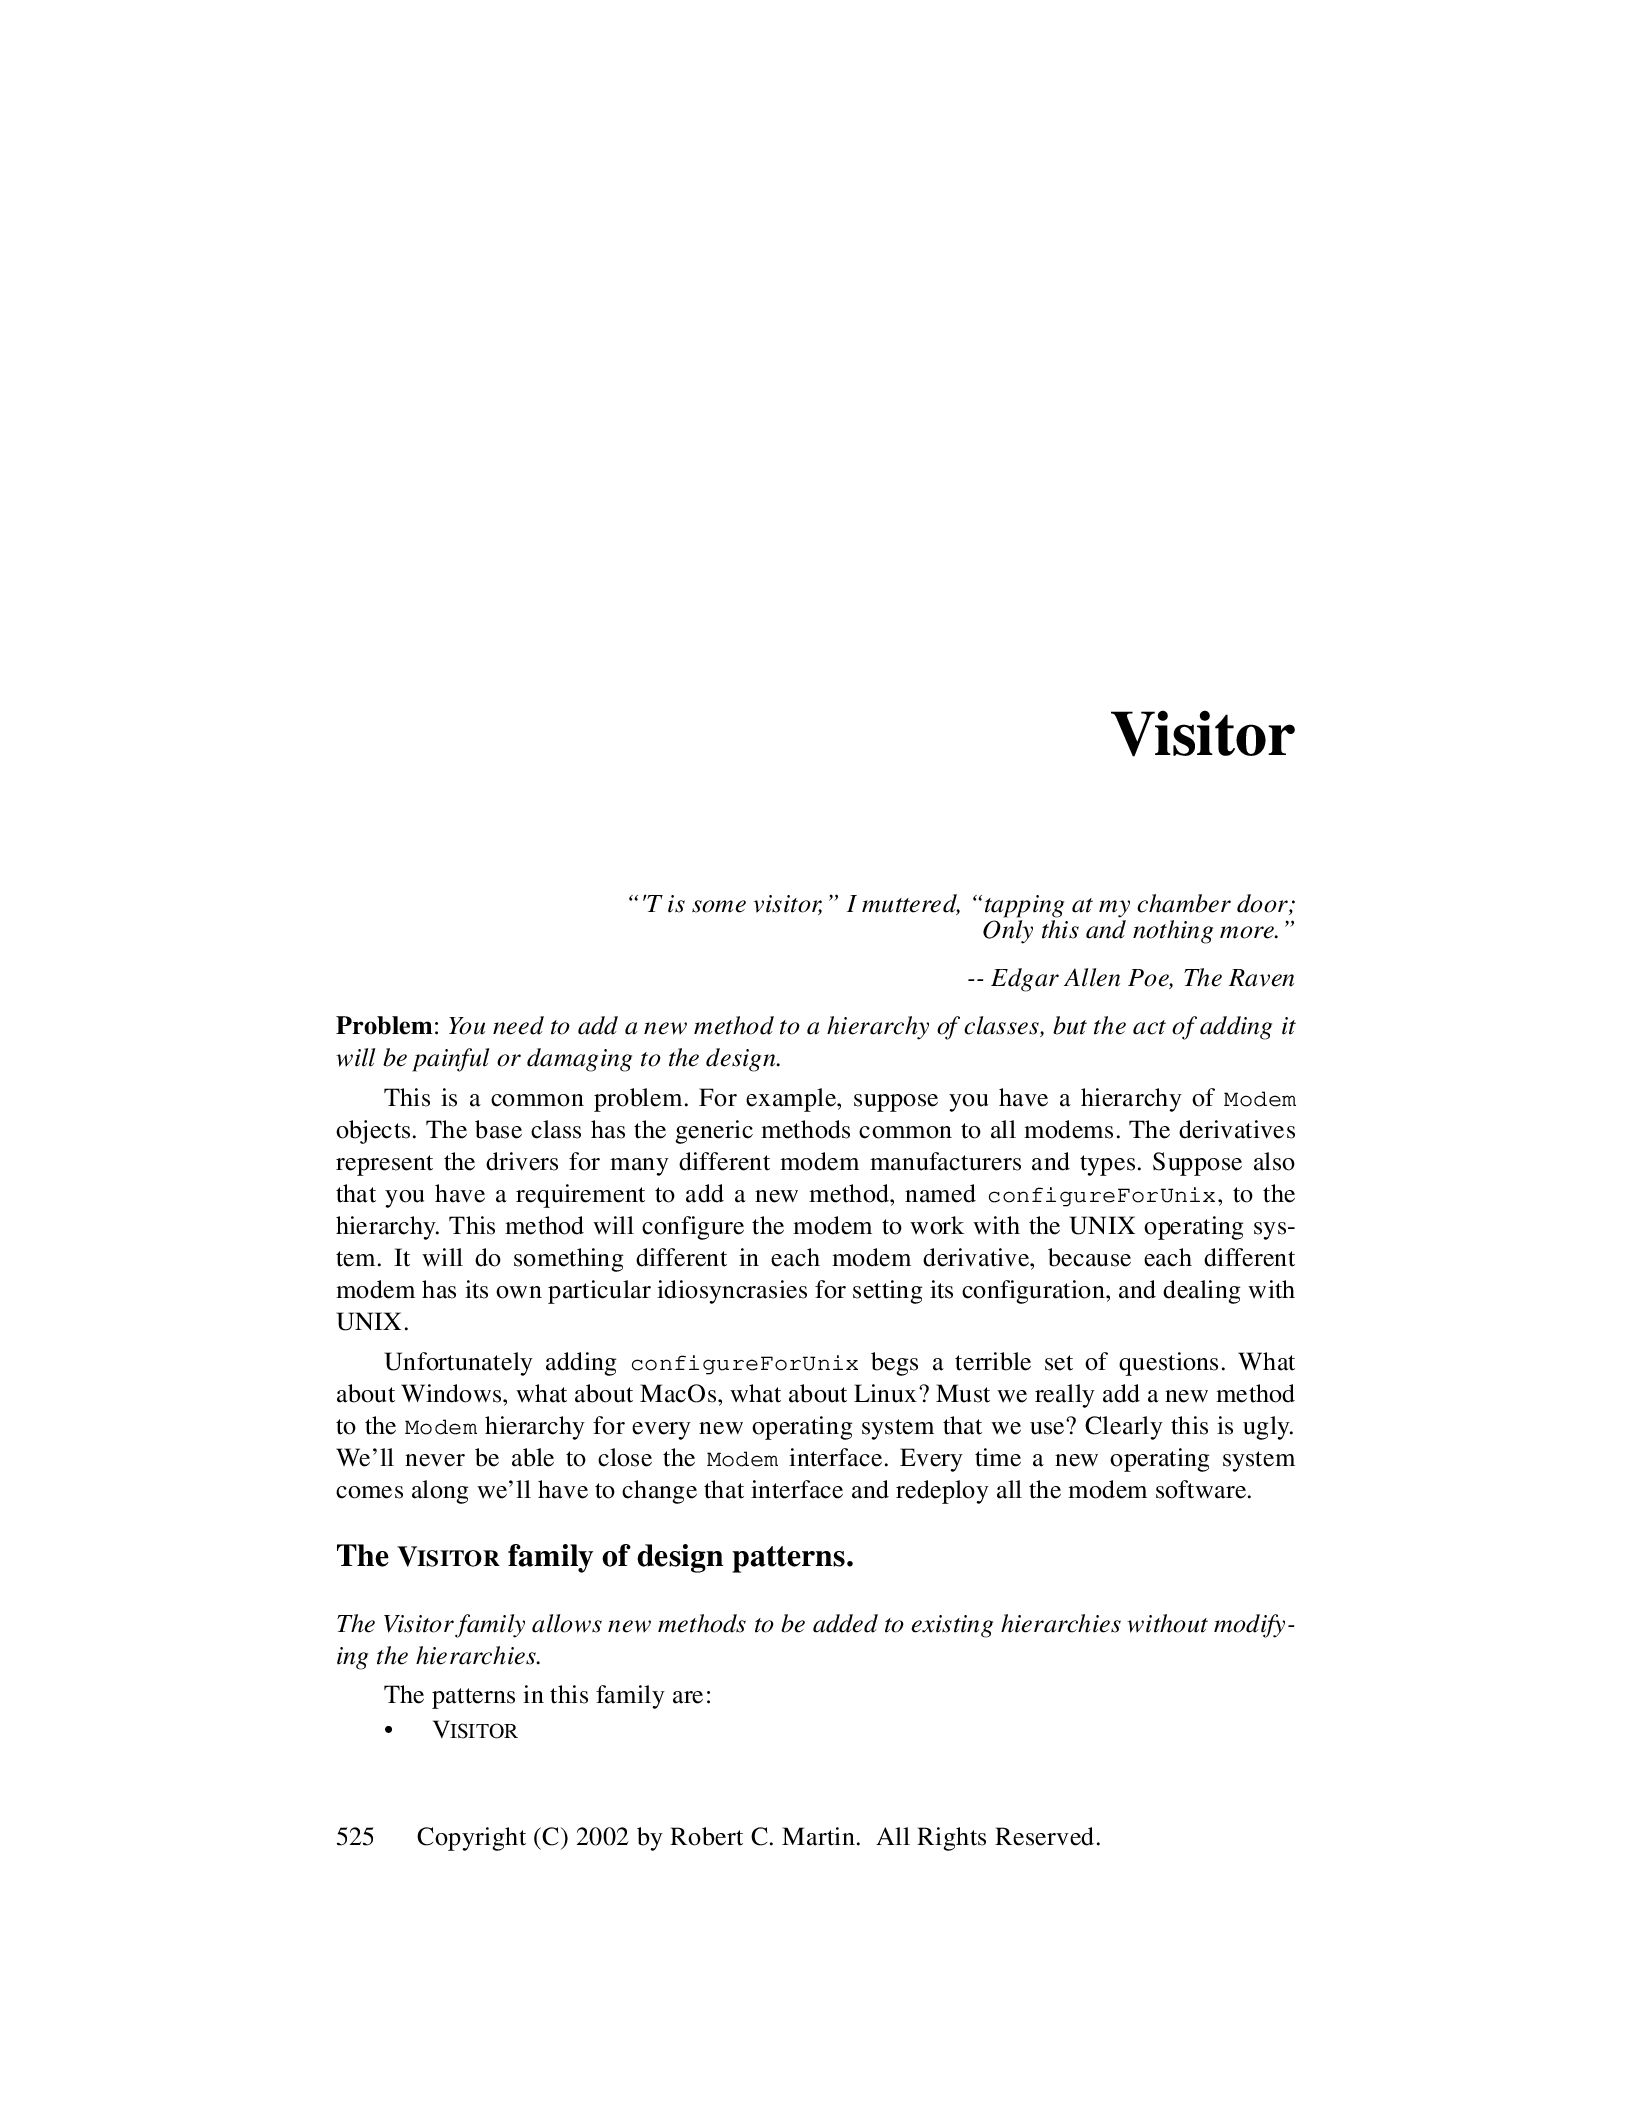 Visitor
“'T is some visitor,” I muttered, “tapping at my chamber door;
Only this and nothing more.”
-- Edgar Allen Poe, The Raven
Problem: You need to add a new method to a hierarchy of classes, but the act of adding it
will be painful or damaging to the design.
This is a common problem. For example, suppose you have a hierarchy of Modem
objects. The base class has the generic methods common to all modems. The derivatives
represent the drivers for many different modem manufacturers and types. Suppose also
that you have a requirement to add a new method, named configureForUnix, to the
hierarchy. This method will configure the modem to work with the UNIX operating sys-
tem. It will do something different in each modem derivative, because each different
modem has its own particular idiosyncrasies for setting its configuration, and dealing with
UNIX.
Unfortunately adding configureForUnix begs a terrible set of questions. What
about Windows, what about MacOs, what about Linux? Must we really add a new method
to the Modem hierarchy for every new operating system that we use? Clearly this is ugly.
We’ll never be able to close the Modem interface. Every time a new operating system
comes along we’ll have to change that interface and redeploy all the modem software.
The VISITOR family of design patterns.
The Visitor family allows new methods to be added to existing hierarchies without modify-
ing the hierarchies.
The patterns in this family are:
• VISITOR
525 Copyright (C) 2002 by Robert C. Martin. All Rights Reserved.